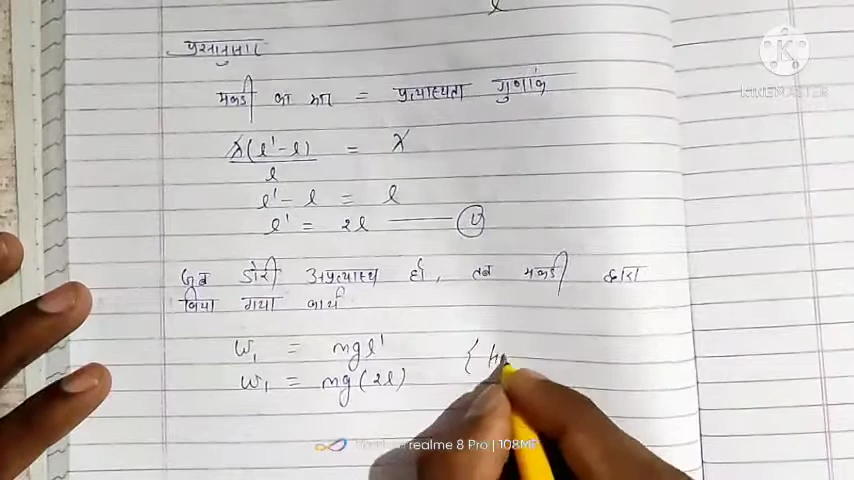 प्रश्नानुसार
मकड़ी का भार = प्रत्यास्थता गुणांक
λ(l'-l) / l = λ
l' - l = l
l' = 2l —— (ii)
जब डोरी अप्रत्यास्थ हो, तब मकड़ी द्वारा
किया गया कार्य
W₁ = mgl'
W₁ = mg(2l) {
K
KINEMASTER
realme 8 Pro | 108MP